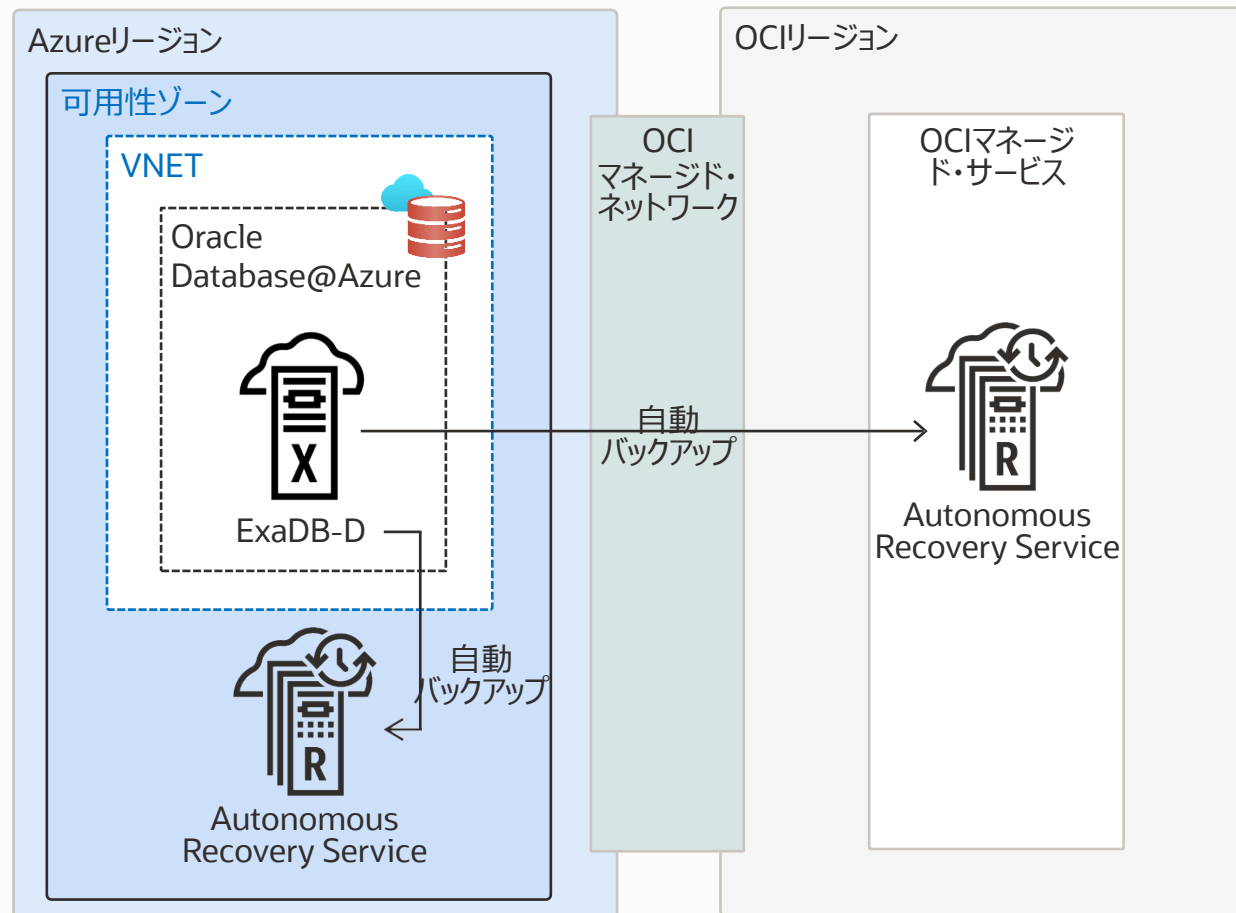 Azureリージョン
可用性ゾーン
VNET
Oracle
Database@Azure
X
ExaDB-D
自動
バックアップ
R
Autonomous
Recovery Service
OCI
マネージド・
ネットワーク
自動
バックアップ
OCIリージョン
OCIマネージ
ド・サービス
R
Autonomous
Recovery Service